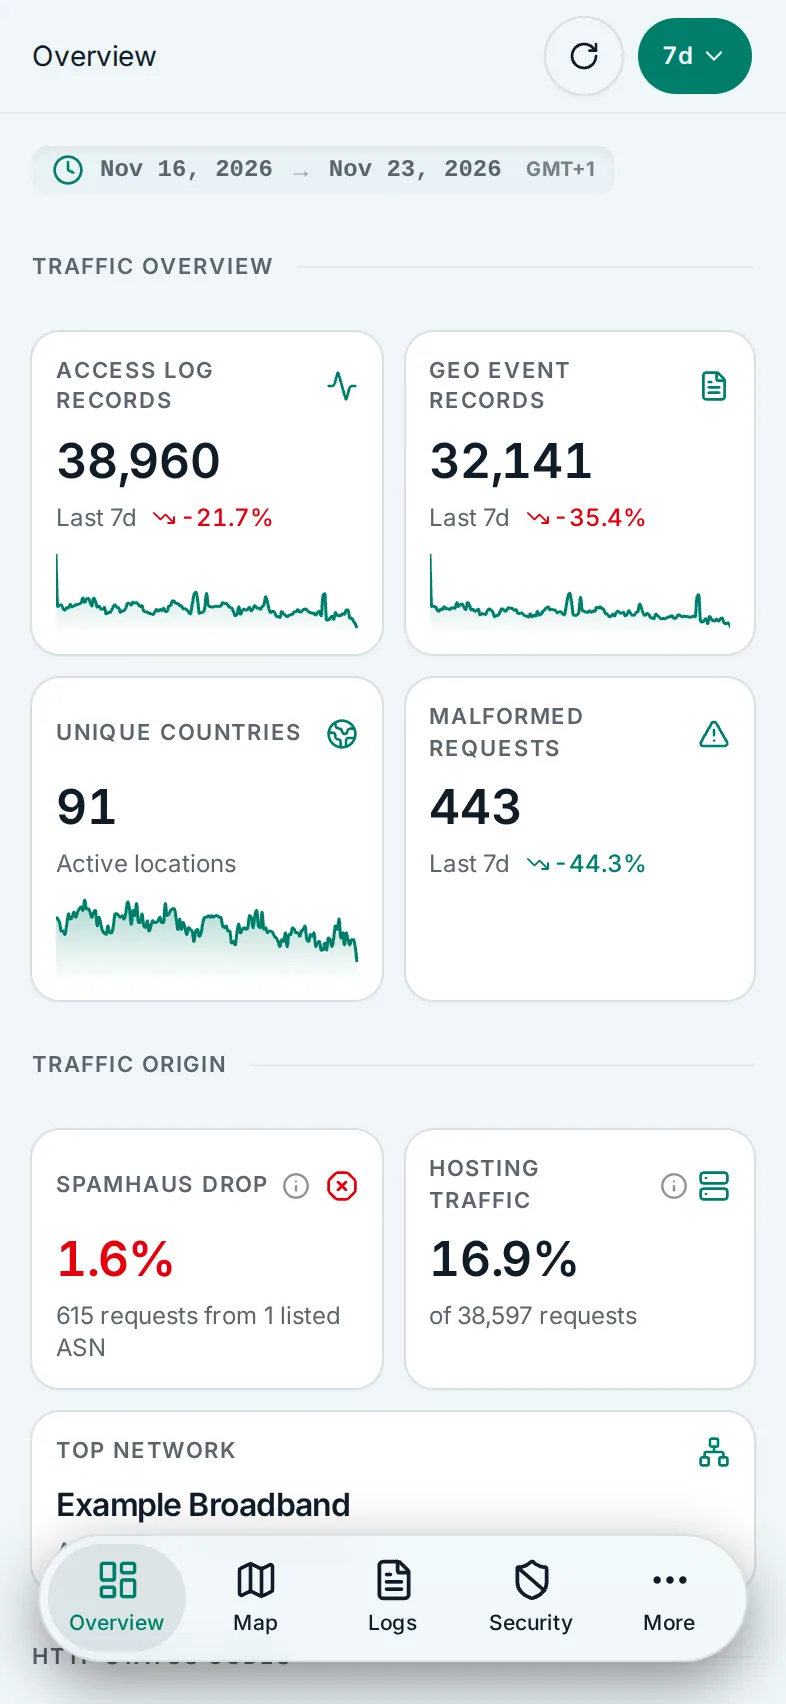 Overview
7d
Nov 16, 2026 → Nov 23, 2026 GMT+1
TRAFFIC OVERVIEW
ACCESS LOG
RECORDS
38,960
Last 7d -21.7%
GEO EVENT
RECORDS
32,141
Last 7d -35.4%
UNIQUE COUNTRIES
91
Active locations
MALFORMED
REQUESTS
443
Last 7d -44.3%
TRAFFIC ORIGIN
SPAMHAUS DROP
1.6%
615 requests from 1 listed
ASN
HOSTING
TRAFFIC
16.9%
of 38,597 requests
TOP NETWORK
Example Broadband
Overview
Map
Logs
Security
More